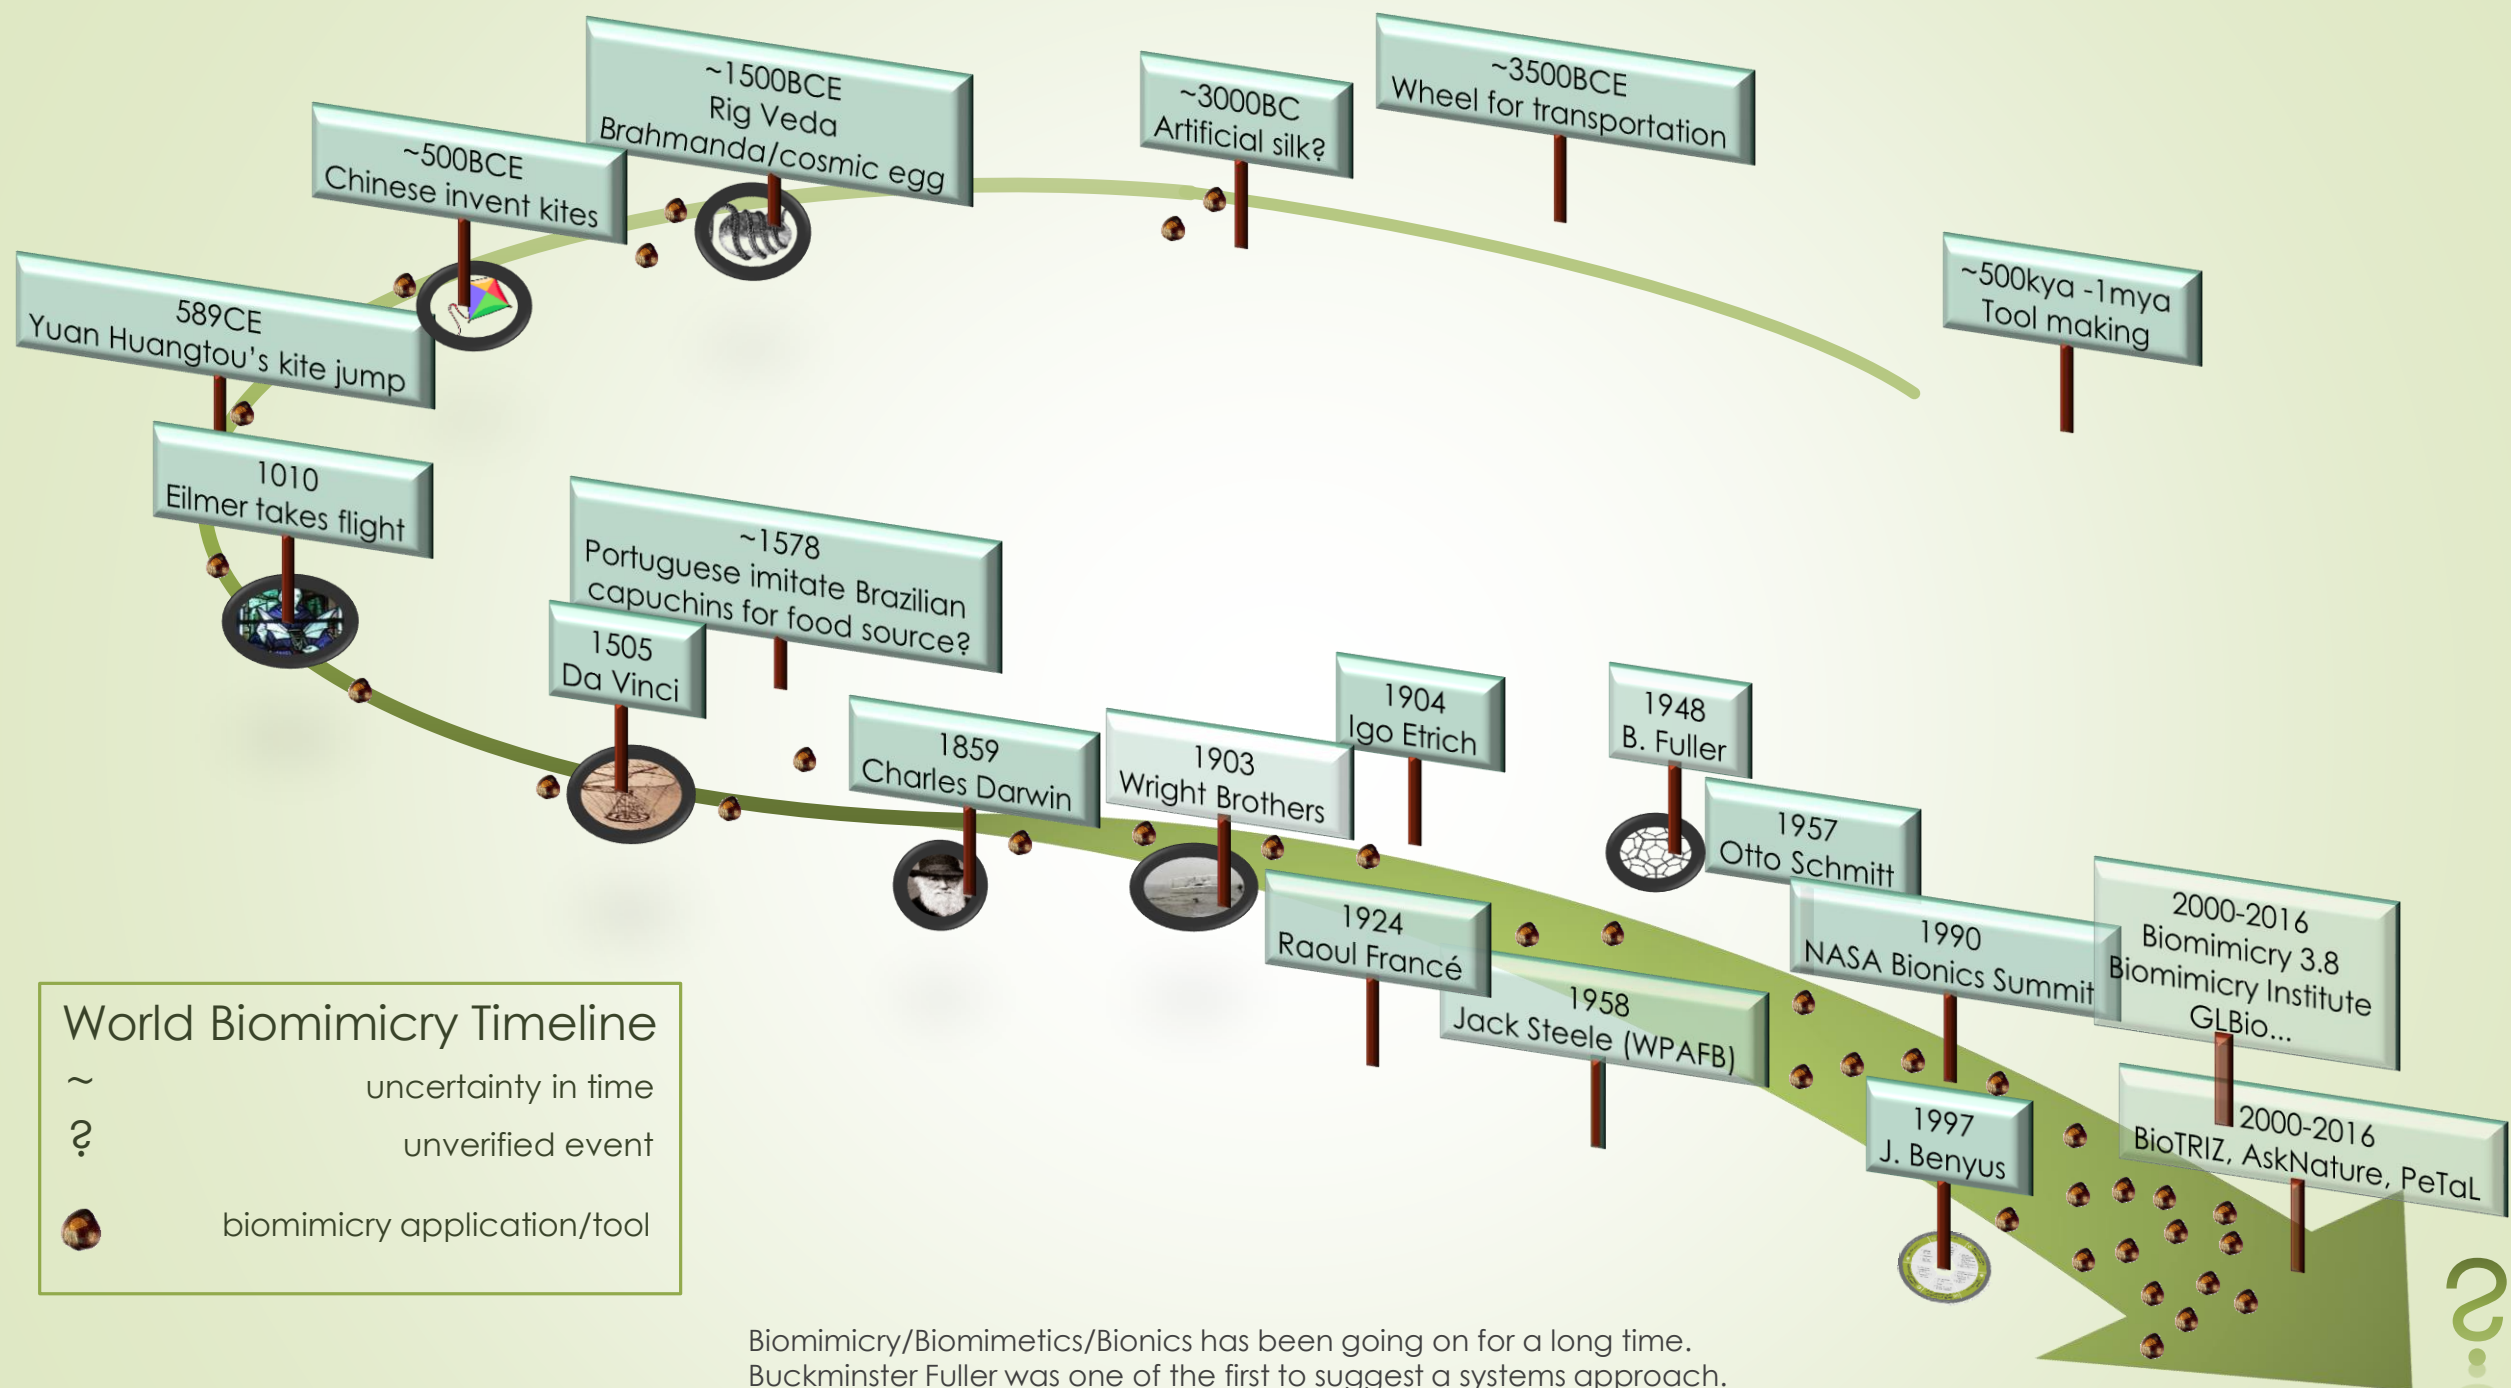 ~1500BCE
Rig Veda
Brahmanda/cosmic egg
~3000BC
Artificial silk?
~3500BCE
Wheel for transportation
~500BCE
Chinese invent kites
~500kya -1mya
Tool making
589CE
Yuan Huangtou’s kite jump
1010
Eilmer takes flight
~1578
Portuguese imitate Brazilian
capuchins for food source?
1505
Da Vinci
1859
Charles Darwin
1903
Wright Brothers
1904
Igo Etrich
1948
B. Fuller
1957
Otto Schmitt
1924
Raoul Francé
1958
Jack Steele (WPAFB)
1990
NASA Bionics Summit
2000-2016
Biomimicry 3.8
Biomimicry Institute
GLBio...
1997
J. Benyus
2000-2016
BioTRIZ, AskNature, PeTaL
?
World Biomimicry Timeline
~ uncertainty in time
? unverified event
biomimicry application/tool
Biomimicry/Biomimetics/Bionics has been going on for a long time.
Buckminster Fuller was one of the first to suggest a systems approach.